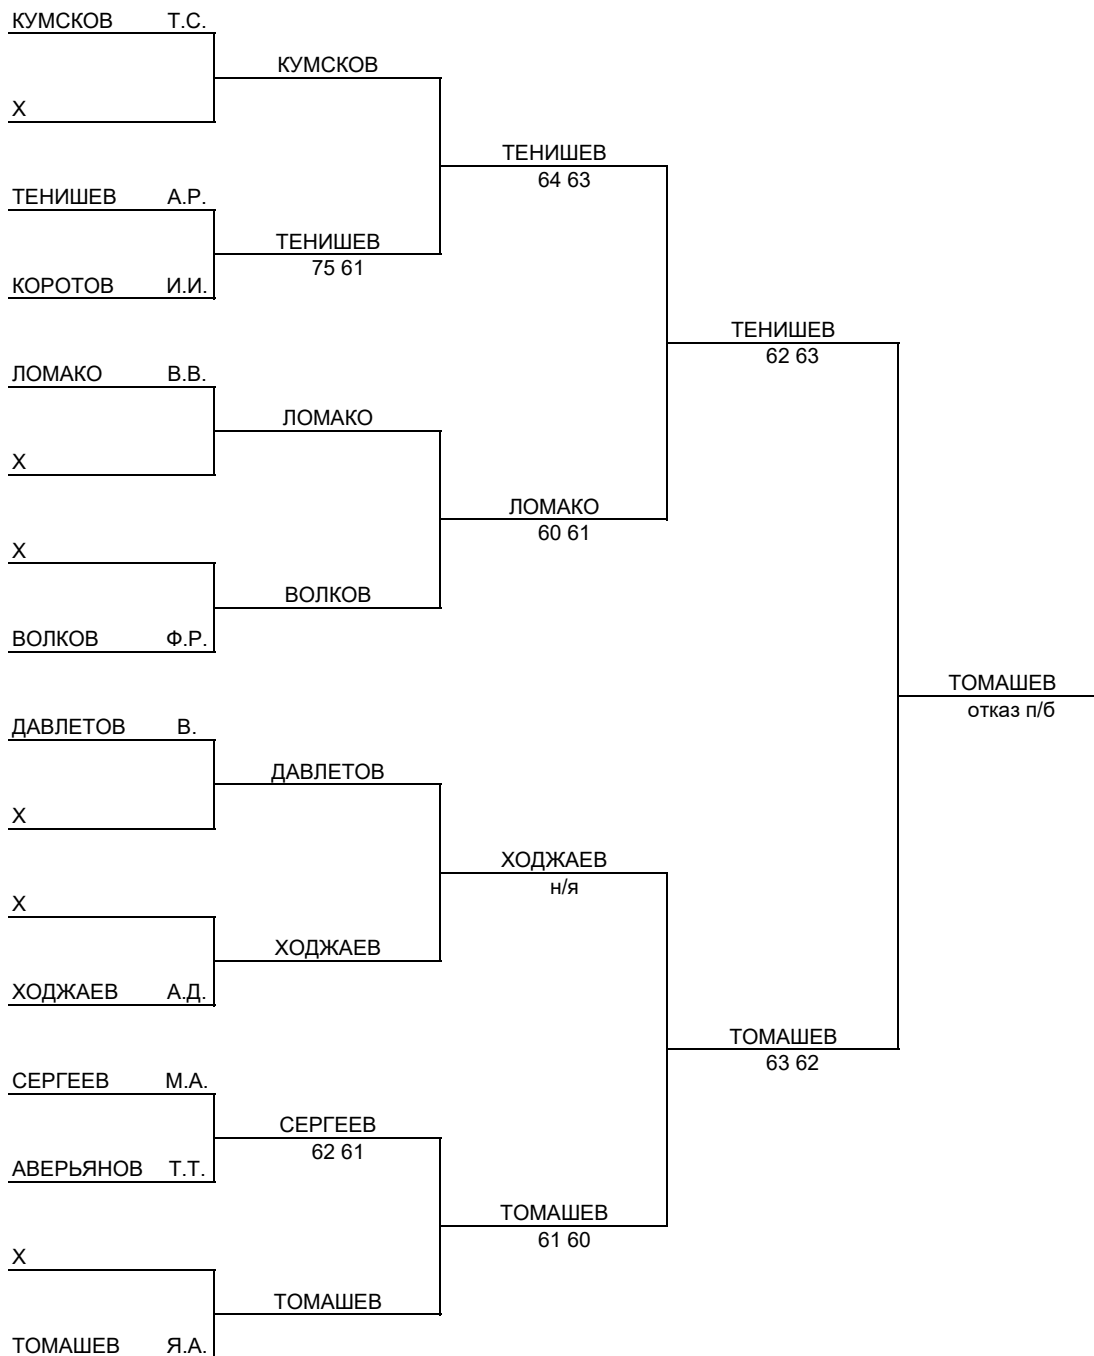 КУМСКОВ Т.С.
КУМСКОВ
Х
ТЕНИШЕВ
64 63
ТЕНИШЕВ А.Р.
ТЕНИШЕВ
75 61
КОРОТОВ И.И.
ТЕНИШЕВ
62 63
ЛОМАКО В.В.
ЛОМАКО
Х
ЛОМАКО
60 61
Х
ВОЛКОВ
ВОЛКОВ Ф.Р.
ТОМАШЕВ
отказ п/б
ДАВЛЕТОВ В.
ДАВЛЕТОВ
Х
ХОДЖАЕВ
н/я
Х
ХОДЖАЕВ
ХОДЖАЕВ А.Д.
ТОМАШЕВ
63 62
СЕРГЕЕВ М.А.
СЕРГЕЕВ
62 61
АВЕРЬЯНОВ Т.Т.
ТОМАШЕВ
61 60
Х
ТОМАШЕВ
ТОМАШЕВ Я.А.